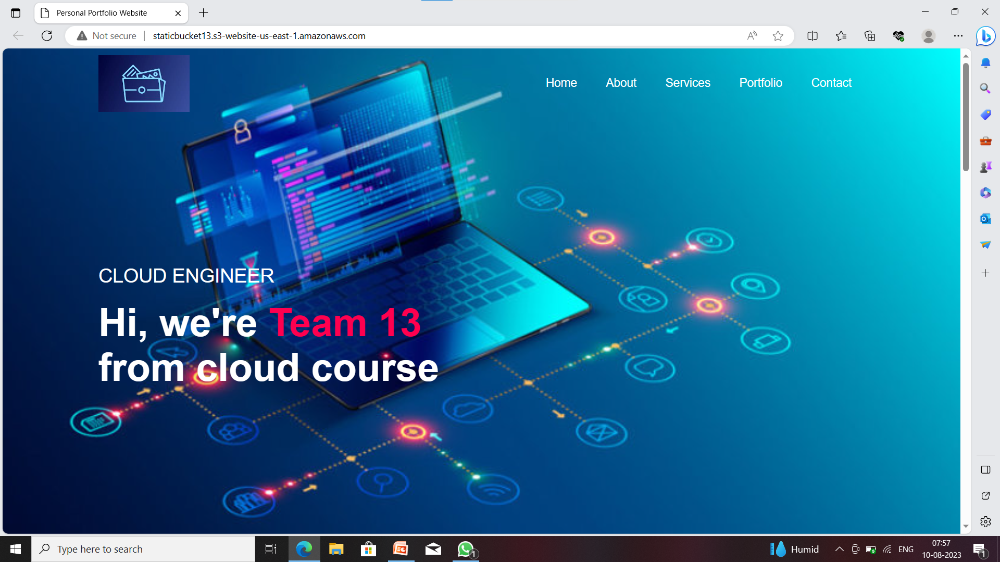 Personal Portfolio Website
Not secure
staticbucket13.s3-website-us-east-1.amazonaws.com
Home
About
Services
Portfolio
Contact
CLOUD ENGINEER
Hi, we're Team 13
from cloud course
Type here to search
1
Humid
ENG
07:57
10-08-2023
1